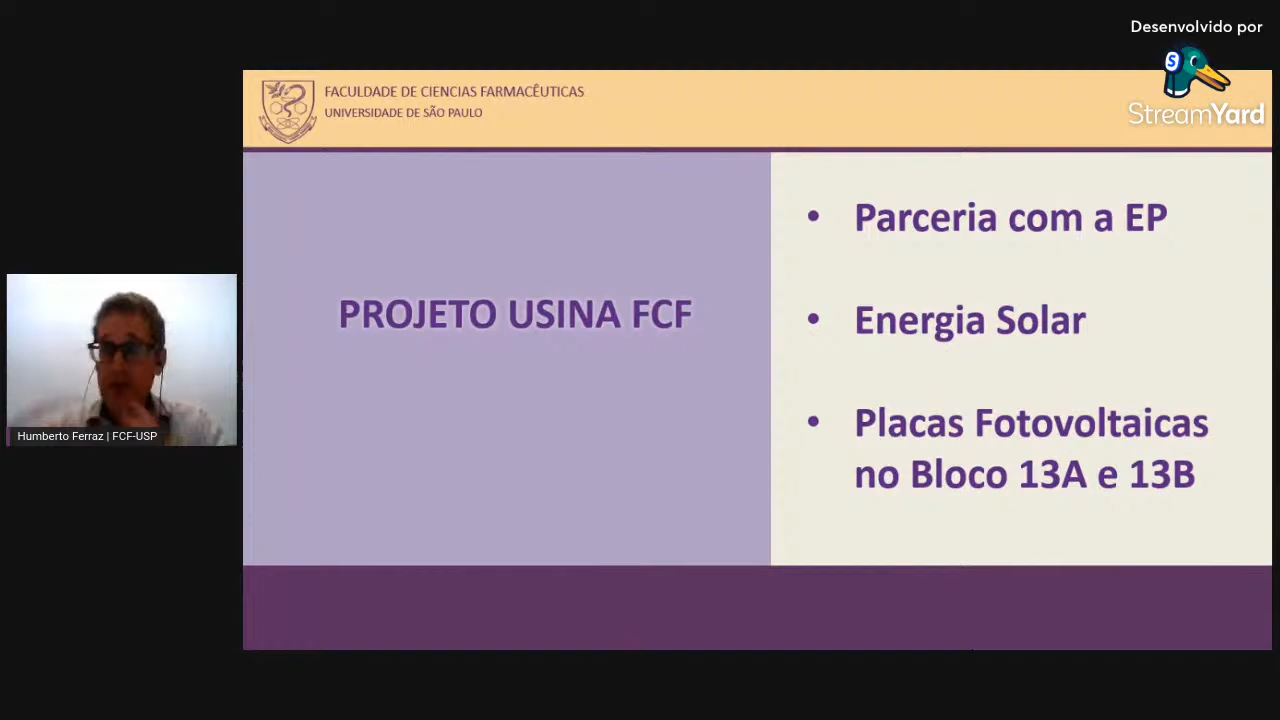 Desenvolvido por
StreamYard
FACULDADE DE CIENCIAS FARMACÊUTICAS
UNIVERSIDADE DE SÃO PAULO
PROJETO USINA FCF
• Parceria com a EP
• Energia Solar
• Placas Fotovoltaicas
no Bloco 13A e 13B
Humberto Ferraz | FCF-USP